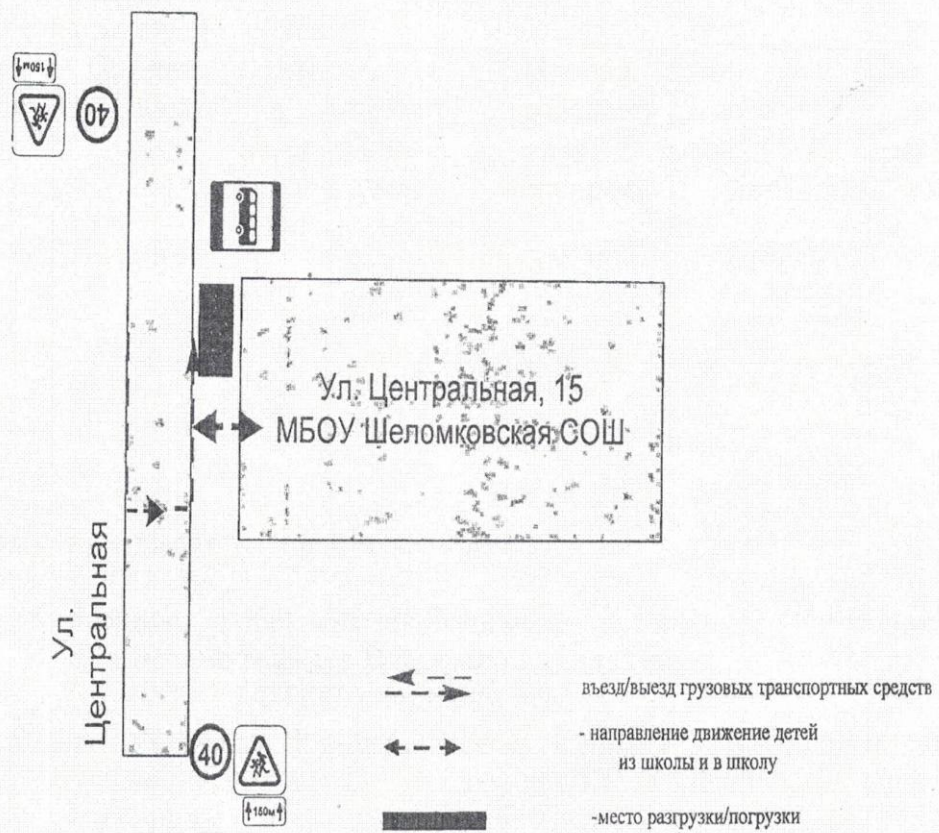 150м
40
Ул. Центральная, 15
МБОУ Шеломковская СОШ
Ул.
Центральная
40
150м
въезд/выезд грузовых транспортных средств
- направление движение детей
из школы и в школу
-место разгрузки/погрузки